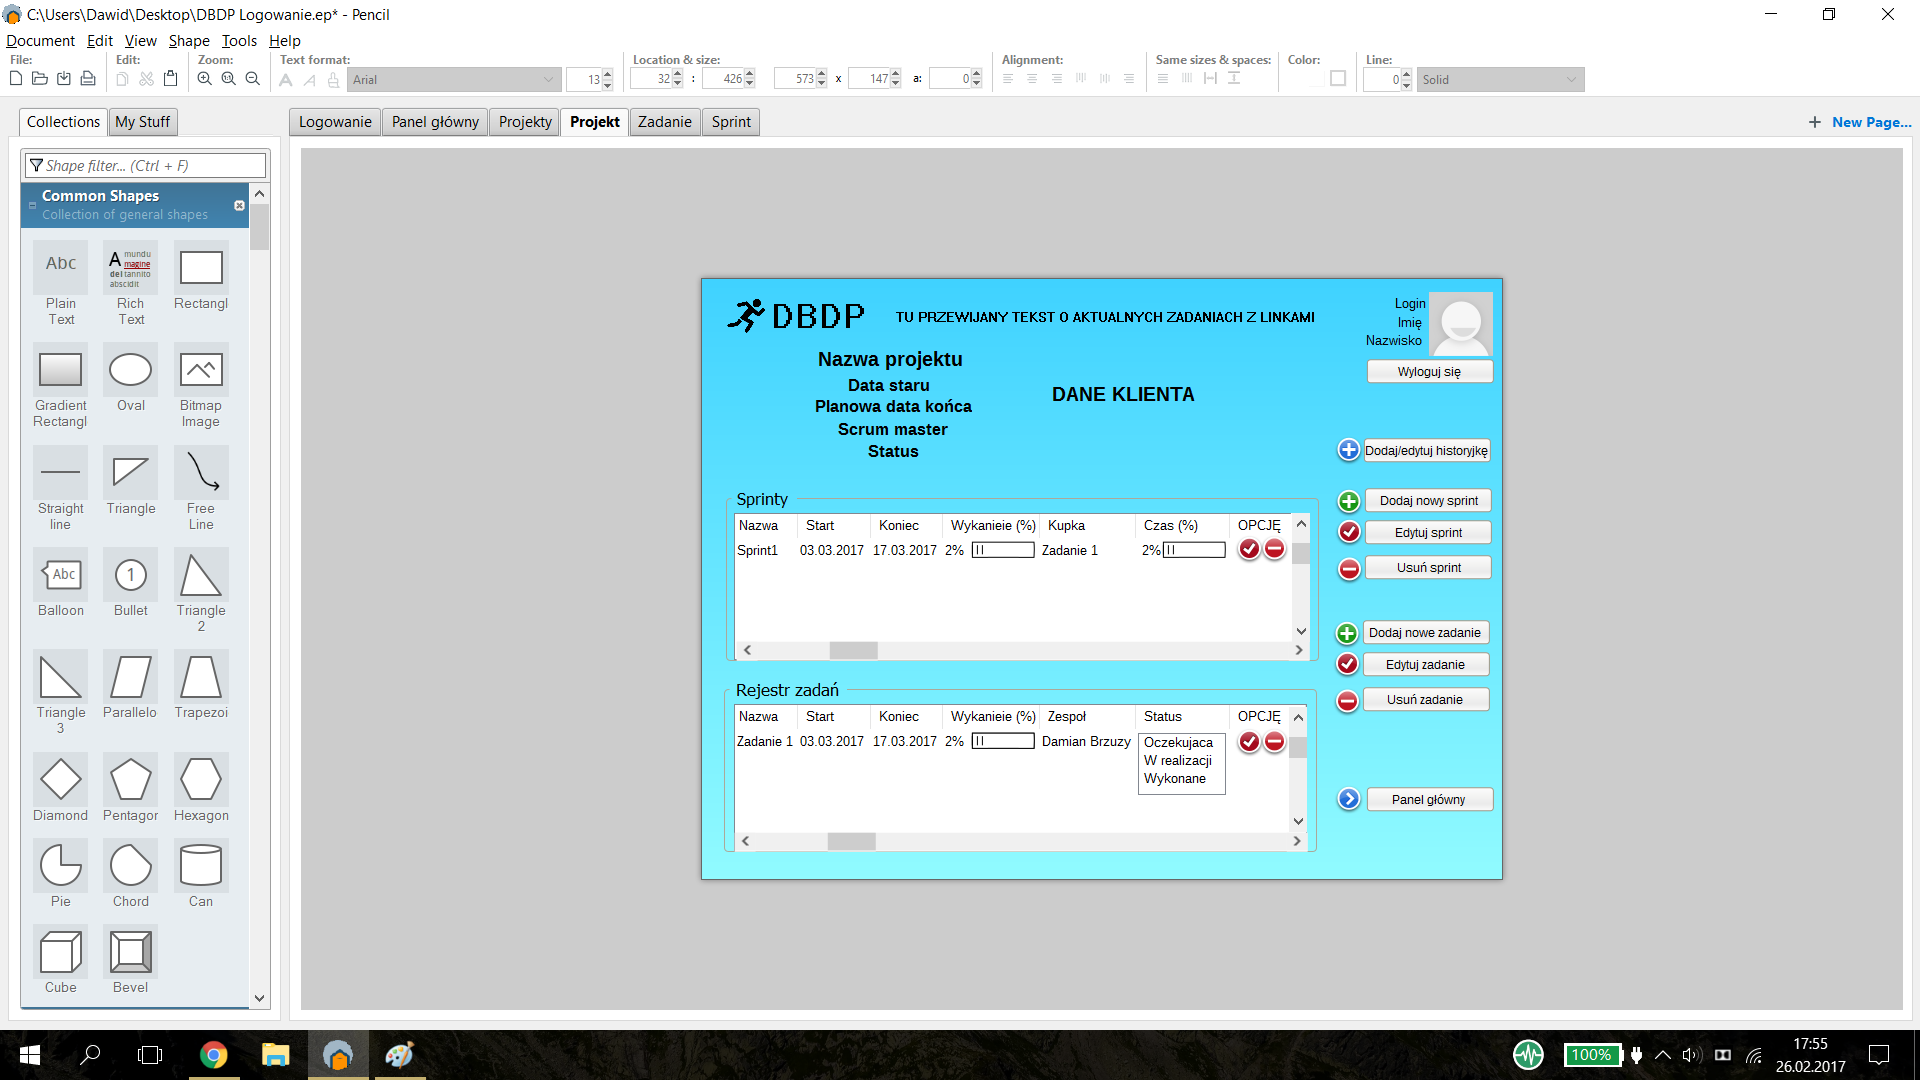 C:\Users\Dawid\Desktop\DBDP Logowanie.ep* - Pencil
Document Edit View Shape Tools Help
File: Edit: Zoom: Text format: Location & size: Alignment: Same sizes & spaces: Color: Line:
Arial 13 32 : 426 573 x 147 a: 0 0 Solid
Collections My Stuff
Logowanie Panel główny Projekty Projekt Zadanie Sprint
+ New Page...
Shape filter... (Ctrl + F)
Common Shapes
Collection of general shapes
Abc
A mundu
magine
del tannito
abscidit
Plain Text
Rich Text
Rectangl
Gradient Rectangl
Oval
Bitmap Image
Straight line
Triangle
Free Line
Abc
1
Balloon
Bullet
Triangle 2
Triangle 3
Parallelo
Trapezoi
Diamond
Pentagor
Hexagon
Pie
Chord
Can
Cube
Bevel
DBDP
TU PRZEWIJANY TEKST O AKTUALNYCH ZADANIACH Z LINKAMI
Login
Imię
Nazwisko
Wyloguj się
Nazwa projektu
Data staru
Planowa data końca
Scrum master
Status
DANE KLIENTA
Dodaj/edytuj historyjkę
Dodaj nowy sprint
Edytuj sprint
Usuń sprint
Sprinty
Nazwa Start Koniec Wykanieie (%) Kupka Czas (%) OPCJĘ
Sprint1 03.03.2017 17.03.2017 2% Zadanie 1 2%
Dodaj nowe zadanie
Edytuj zadanie
Usuń zadanie
Rejestr zadań
Nazwa Start Koniec Wykanieie (%) Zespoł Status OPCJĘ
Zadanie 1 03.03.2017 17.03.2017 2% Damian Brzuzy Oczekujaca
W realizacji
Wykonane
Panel główny
100%
17:55
26.02.2017